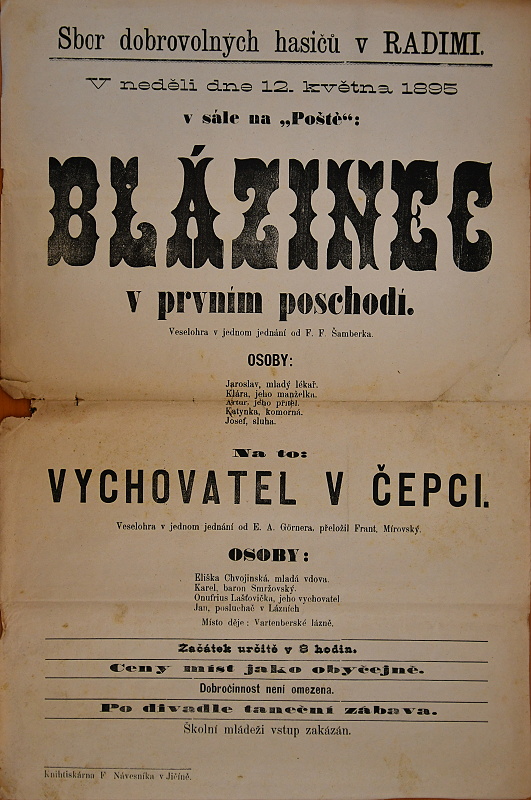 Sbor dobrovolných hasičů v RADIMI.
V neděli dne 12. května 1895
v sále na „Poště“:
BLÁZINEC
v prvním poschodí.
Veselohra v jednom jednání od F. F. Šamberka.
OSOBY:
Jaroslav, mladý lékař.
Klára, jeho manželka.
Artur, jeho přítel.
Katynka, komorná.
Josef, sluha.
Na to:
VYCHOVATEL V ČEPCI.
Veselohra v jednom jednání od E. A. Görnera, přeložil Frant. Mírovský.
OSOBY:
Eliška Chvojinská, mladá vdova.
Karel, baron Smržovský.
Onufrius Lašťovička, jeho vychovatel
Jan, posluhač v Lázních
Místo děje: Vartenberské lázně.
Začátek určitě v 8 hodin.
Ceny míst jako obyčejně.
Dobročinnost není omezena.
Po divadle taneční zábava.
Školní mládeži vstup zakázán.
Knihtiskárna F. Návesníka v Jičíně.